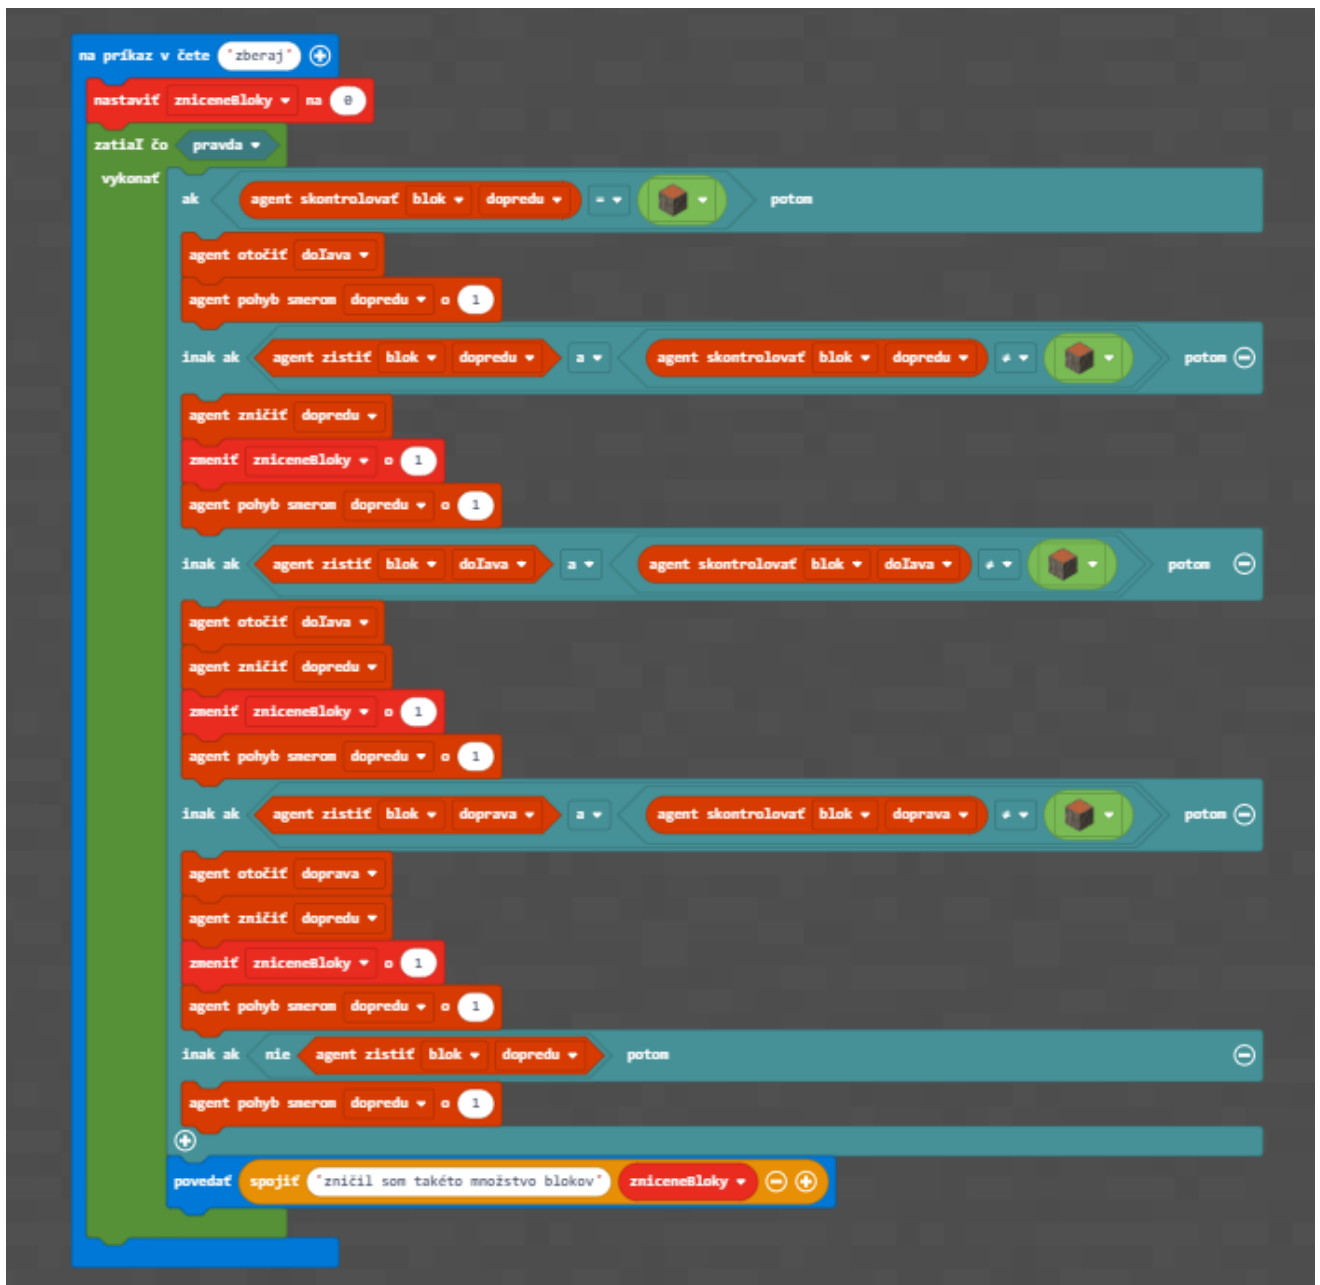 na príkaz v čete "zberaj"
nastaviť zniceneBloky na 0
zatiaľ čo pravda
vykonať
ak agent skontrolovať blok dopredu = potom
agent otočiť doľava
agent pohyb smerom dopredu o 1
inak ak agent zistiť blok dopredu a agent skontrolovať blok dopredu ≠ potom
agent zničiť dopredu
zmeniť zniceneBloky o 1
agent pohyb smerom dopredu o 1
inak ak agent zistiť blok doľava a agent skontrolovať blok doľava ≠ potom
agent otočiť doľava
agent zničiť dopredu
zmeniť zniceneBloky o 1
agent pohyb smerom dopredu o 1
inak ak agent zistiť blok doprava a agent skontrolovať blok doprava ≠ potom
agent otočiť doprava
agent zničiť dopredu
zmeniť zniceneBloky o 1
agent pohyb smerom dopredu o 1
inak ak nie agent zistiť blok dopredu potom
agent pohyb smerom dopredu o 1
povedať spojiť "zničil som takéto množstvo blokov" zniceneBloky